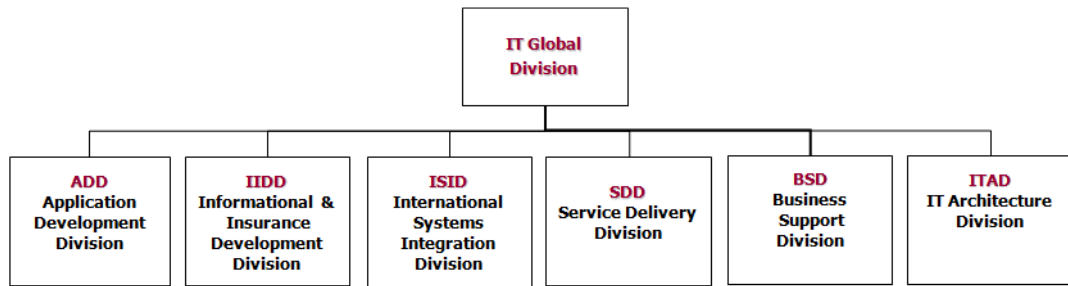 IT Global
Division
ADD
Application
Development
Division
IIDD
Informational &
Insurance
Development
Division
ISID
International
Systems
Integration
Division
SDD
Service Delivery
Division
BSD
Business
Support
Division
ITAD
IT Architecture
Division